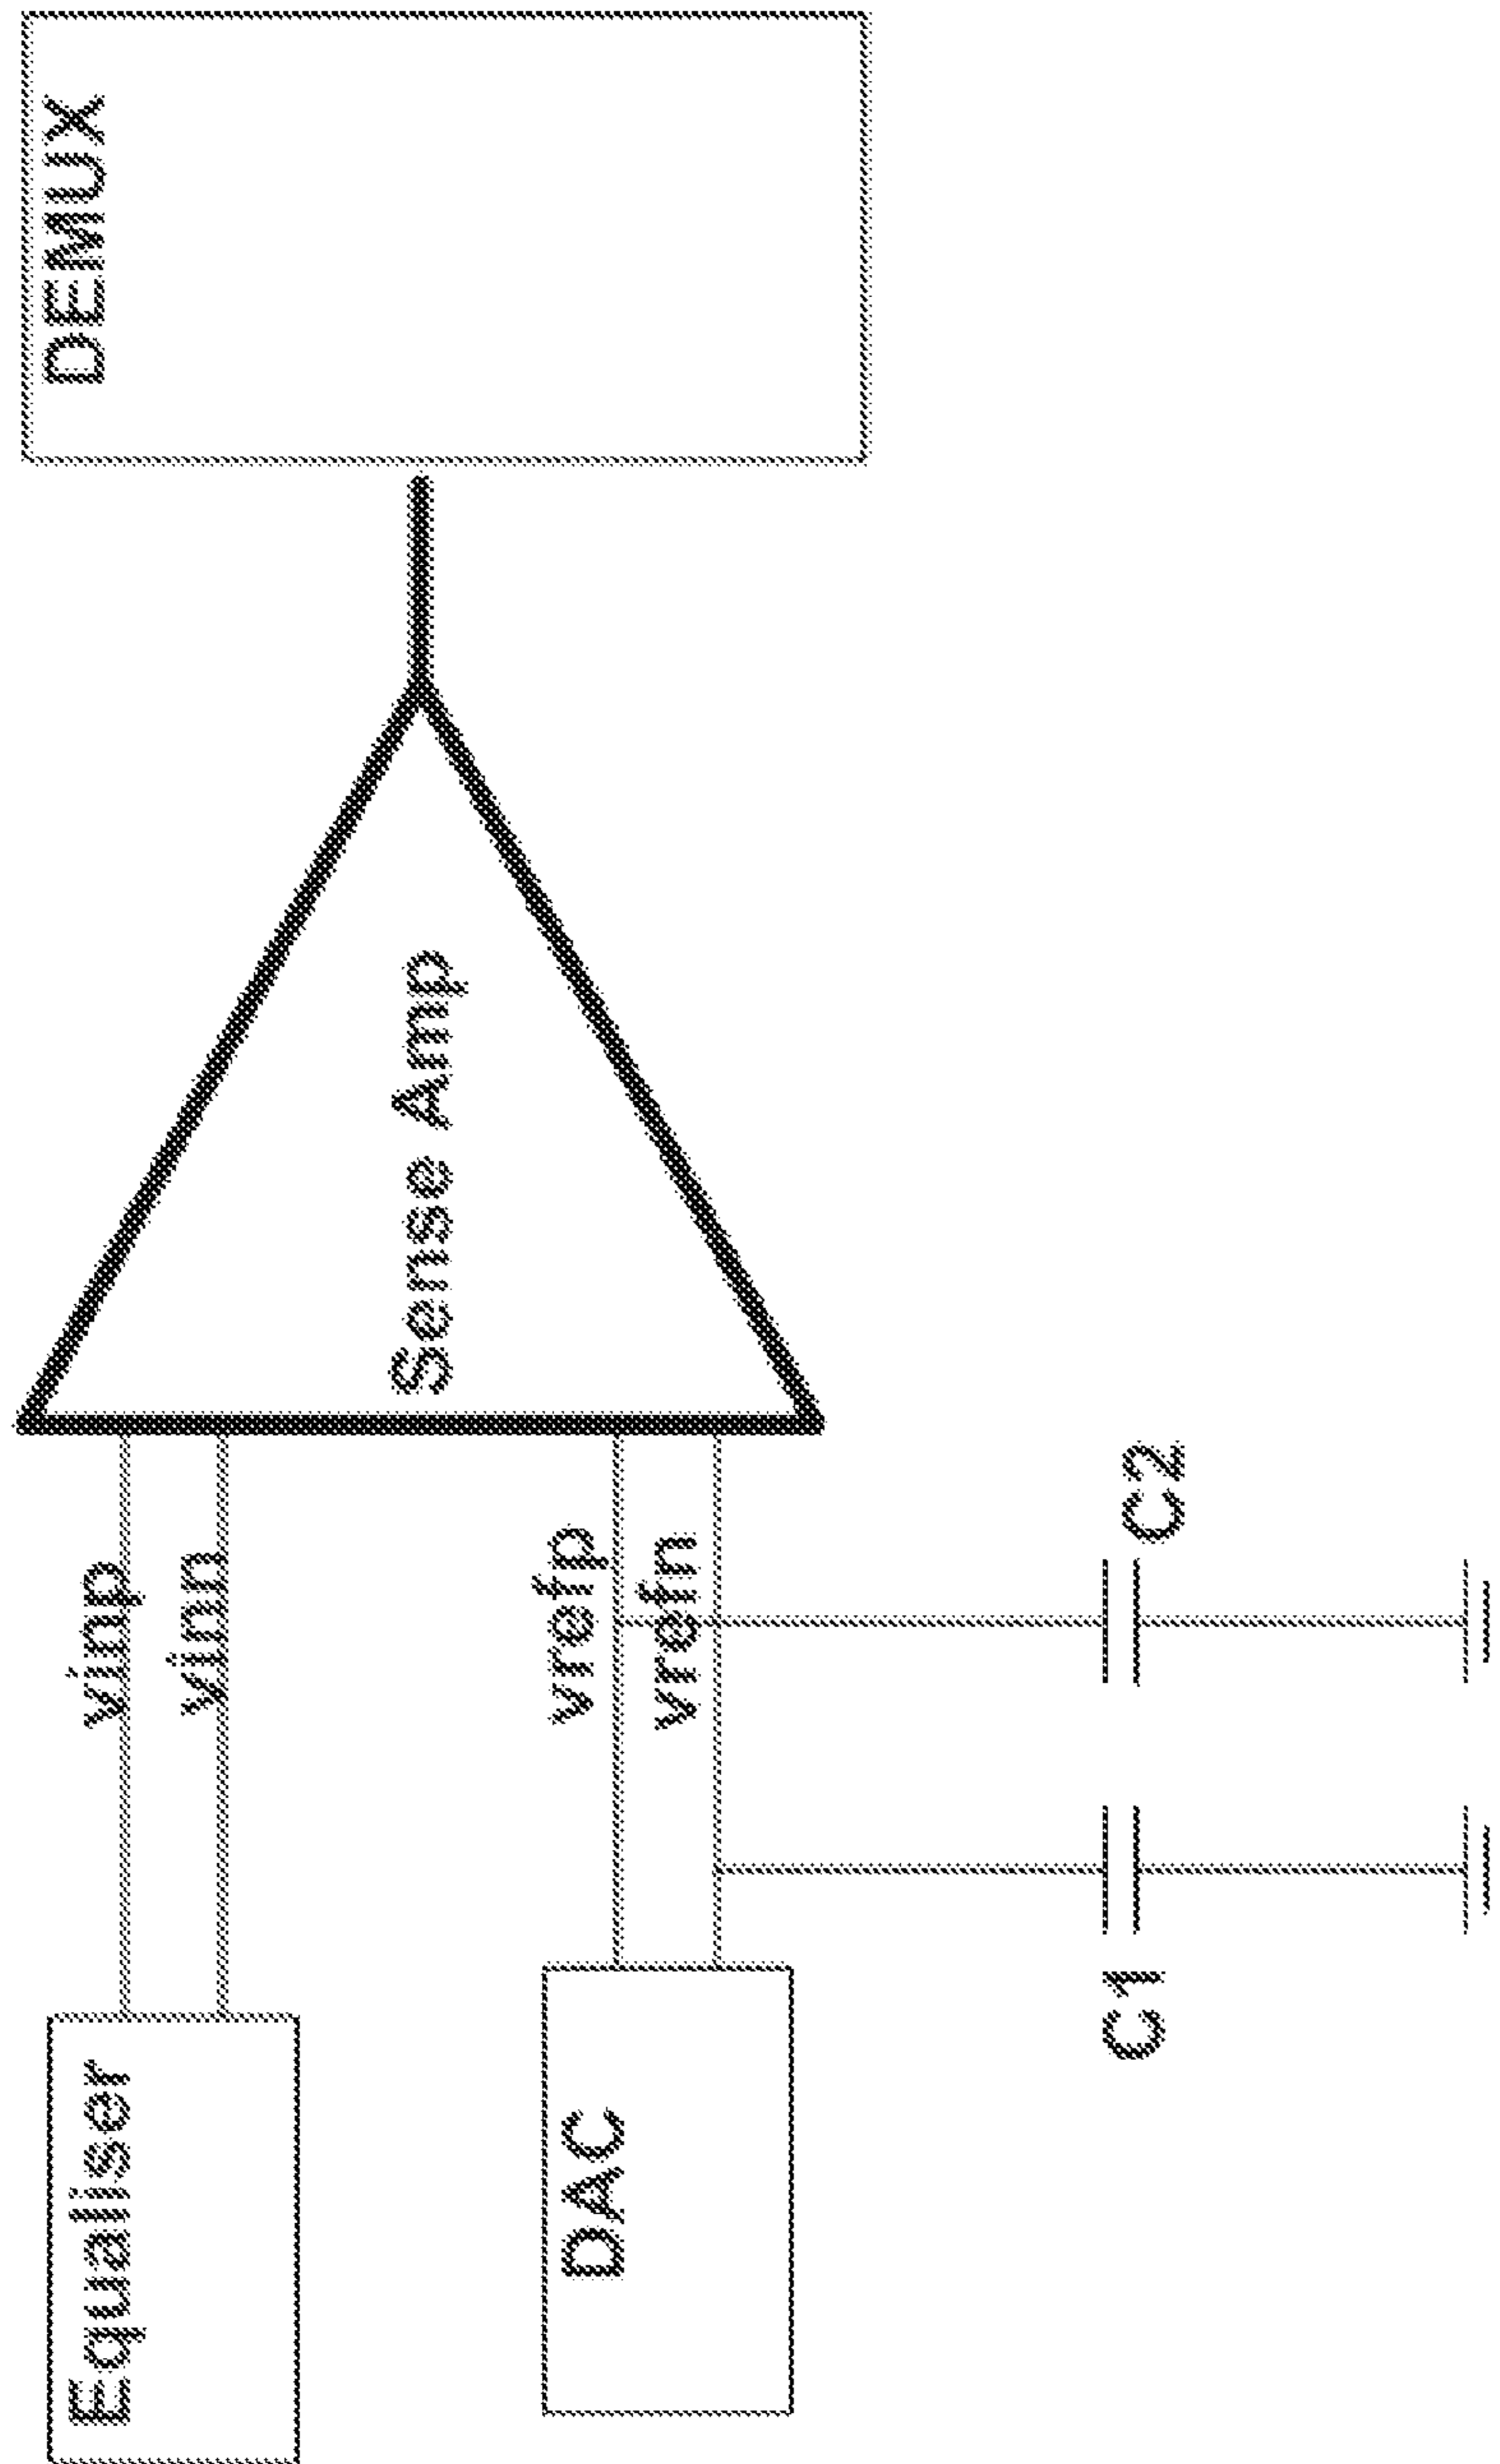 Equaliser
vinp
vinn
DAC
vrefp
vrefn
Sense Amp
DEMUX
C1
C2